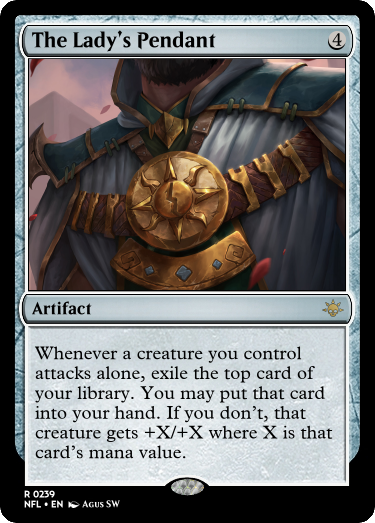 The Lady's Pendant
4
Artifact
Whenever a creature you control
attacks alone, exile the top card of
your library. You may put that card
into your hand. If you don't, that
creature gets +X/+X where X is that
card's mana value.
R 0239
NFL • EN Agus SW